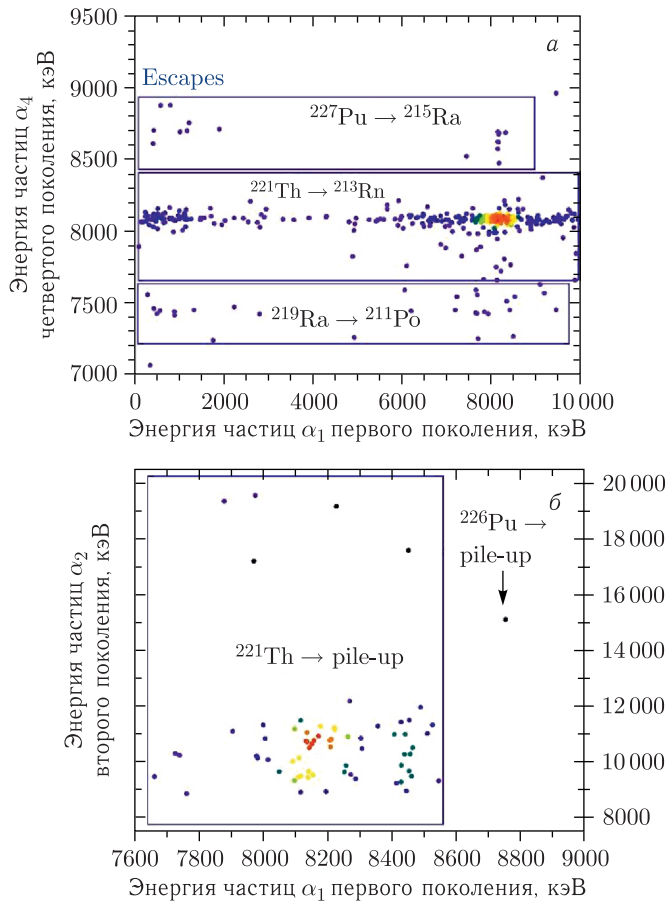 9500
а
9000
Escapes
²²⁷Pu → ²¹⁵Ra
8500
²²¹Th → ²¹³Rn
8000
7500
²¹⁹Ra → ²¹¹Po
7000
Энергия частиц α₄
четвертого поколения, кэВ
0 2000 4000 6000 8000 10 000
Энергия частиц α₁ первого поколения, кэВ
20 000
б
18 000
²²⁶Pu →
pile-up
16 000
14 000
²²¹Th → pile-up
12 000
10 000
8000
Энергия частиц α₂
второго поколения, кэВ
7600 7800 8000 8200 8400 8600 8800 9000
Энергия частиц α₁ первого поколения, кэВ